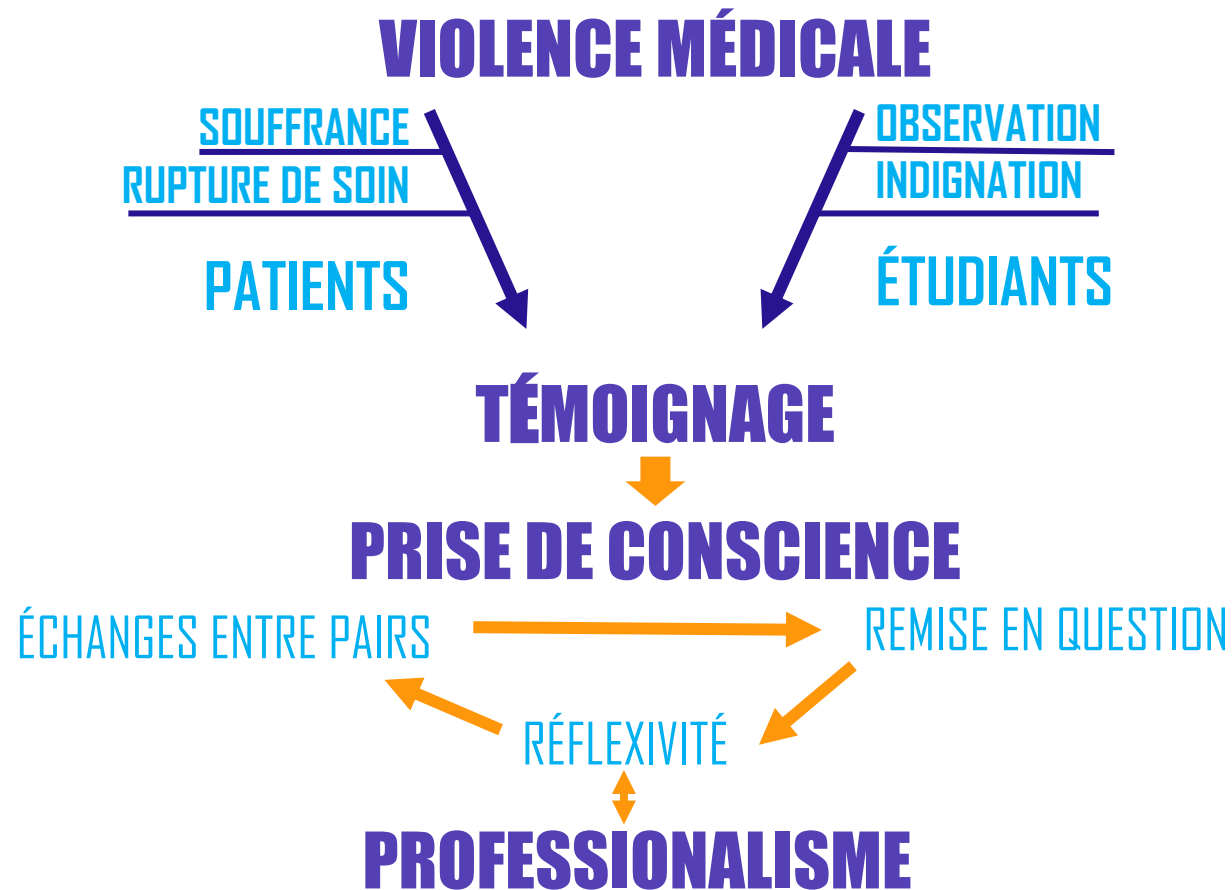 VIOLENCE MÉDICALE
SOUFFRANCE
RUPTURE DE SOIN
PATIENTS
OBSERVATION
INDIGNATION
ÉTUDIANTS
TÉMOIGNAGE
PRISE DE CONSCIENCE
ÉCHANGES ENTRE PAIRS
REMISE EN QUESTION
RÉFLEXIVITÉ
PROFESSIONALISME